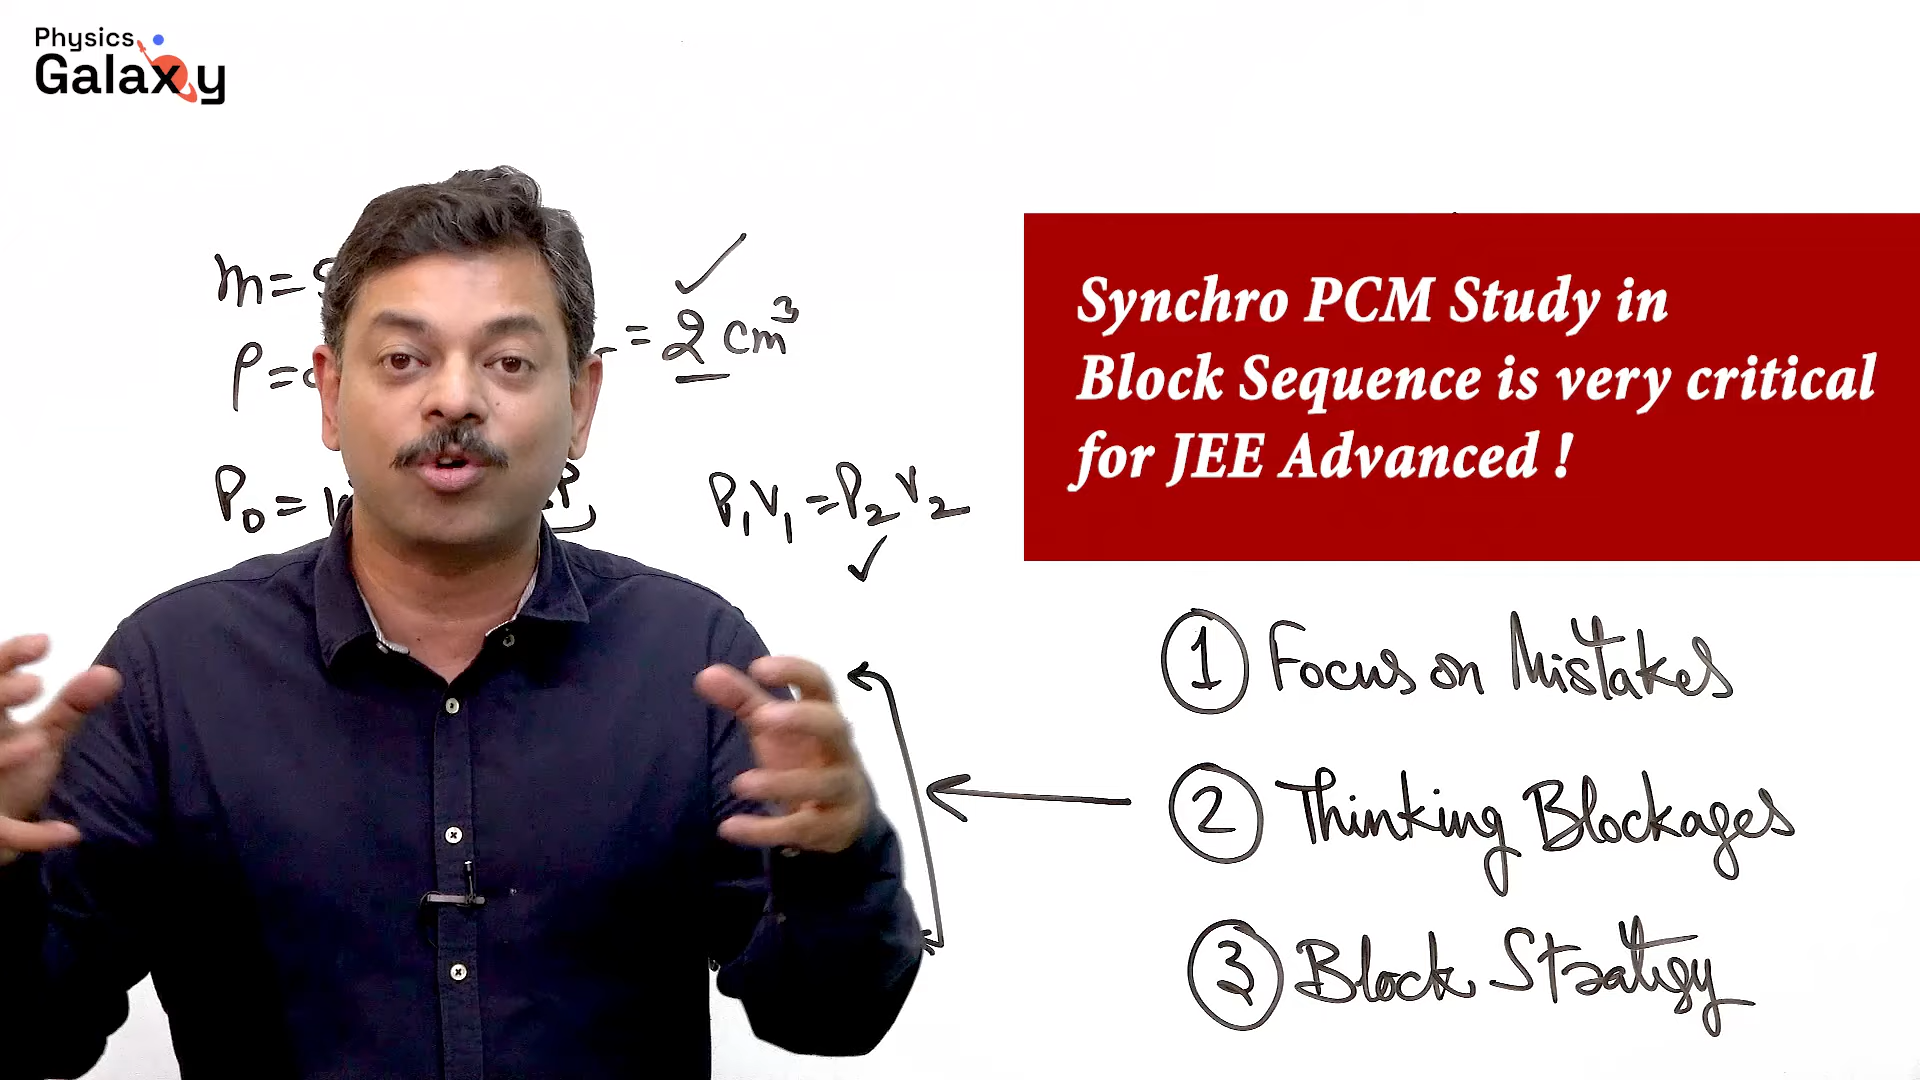 Physics
Galaxy
m=
= 2 cm³
ρ=
P₀=
P₁V₁ = P₂V₂
Synchro PCM Study in
Block Sequence is very critical
for JEE Advanced !
① Focus on Mistakes
② Thinking Blockages
③ Block Strategy